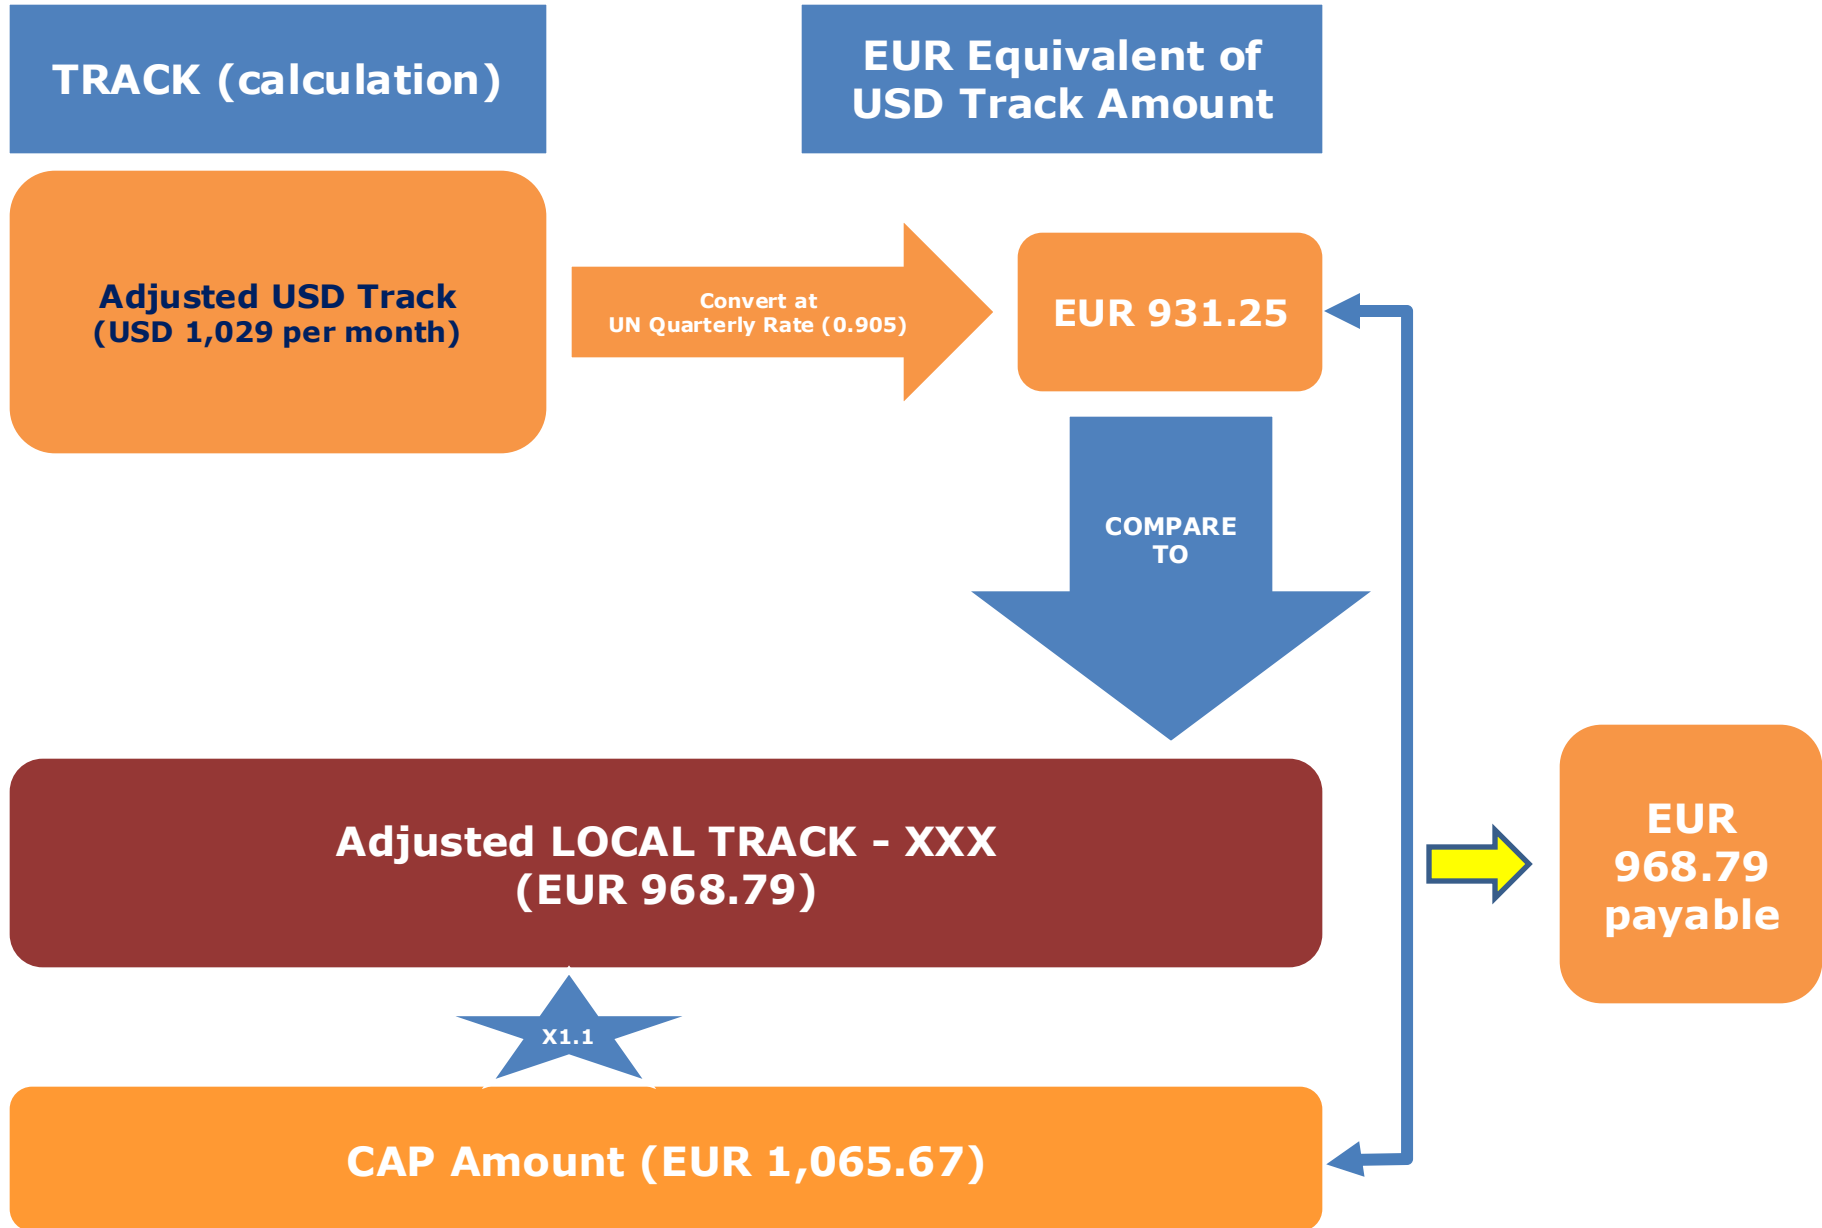 TRACK (calculation)
EUR Equivalent of
USD Track Amount
Adjusted USD Track
(USD 1,029 per month)
Convert at
UN Quarterly Rate (0.905)
EUR 931.25
COMPARE
TO
Adjusted LOCAL TRACK – XXX
(EUR 968.79)
EUR
968.79
payable
X1.1
CAP Amount (EUR 1,065.67)